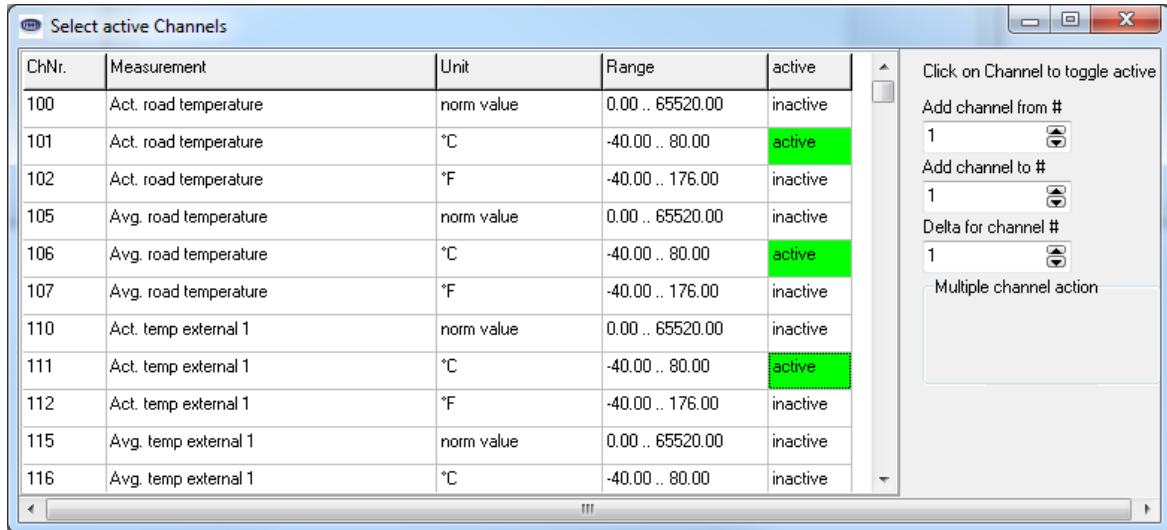 Select active Channels
ChNr. Measurement Unit Range active
100 Act. road temperature norm value 0.00 .. 65520.00 inactive
101 Act. road temperature °C -40.00 .. 80.00 active
102 Act. road temperature °F -40.00 .. 176.00 inactive
105 Avg. road temperature norm value 0.00 .. 65520.00 inactive
106 Avg. road temperature °C -40.00 .. 80.00 active
107 Avg. road temperature °F -40.00 .. 176.00 inactive
110 Act. temp external 1 norm value 0.00 .. 65520.00 inactive
111 Act. temp external 1 °C -40.00 .. 80.00 active
112 Act. temp external 1 °F -40.00 .. 176.00 inactive
115 Avg. temp external 1 norm value 0.00 .. 65520.00 inactive
116 Avg. temp external 1 °C -40.00 .. 80.00 inactive
Click on Channel to toggle active
Add channel from #
1
Add channel to #
1
Delta for channel #
1
Multiple channel action